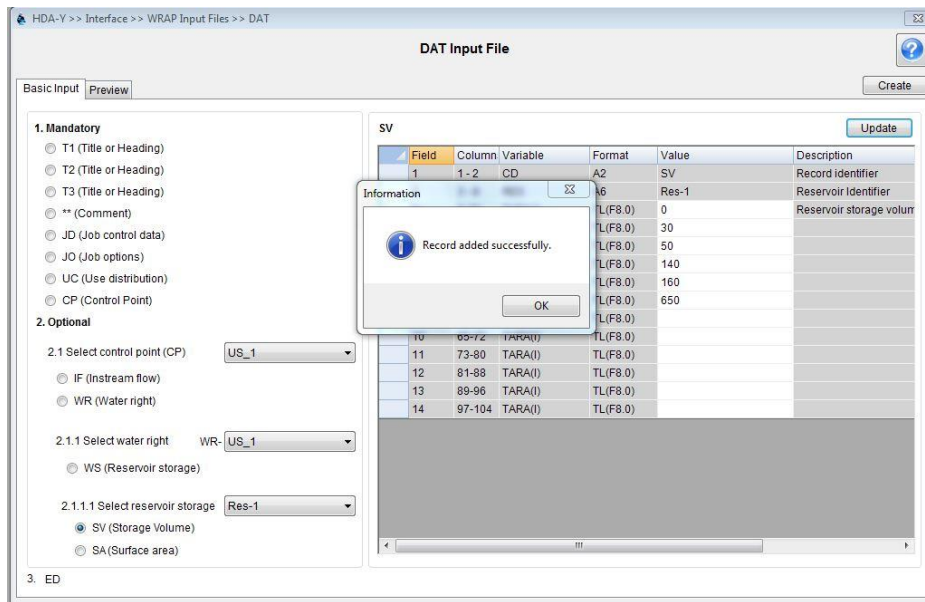 HDA-Y >> Interface >> WRAP Input Files >> DAT
DAT Input File
Basic Input Preview
Create
1. Mandatory
T1 (Title or Heading)
T2 (Title or Heading)
T3 (Title or Heading)
** (Comment)
JD (Job control data)
JO (Job options)
UC (Use distribution)
CP (Control Point)
2. Optional
2.1 Select control point (CP) US_1
IF (Instream flow)
WR (Water right)
2.1.1 Select water right WR- US_1
WS (Reservoir storage)
2.1.1.1 Select reservoir storage Res-1
SV (Storage Volume)
SA (Surface area)
3. ED
SV Update
Field Column Variable Format Value Description
1 1 - 2 CD A2 SV Record identifier
A6 Res-1 Reservoir Identifier
TL(F8.0) 0 Reservoir storage volum
TL(F8.0) 30
TL(F8.0) 50
TL(F8.0) 140
TL(F8.0) 160
TL(F8.0) 650
TL(F8.0)
10 65-72 TARA(I) TL(F8.0)
11 73-80 TARA(I) TL(F8.0)
12 81-88 TARA(I) TL(F8.0)
13 89-96 TARA(I) TL(F8.0)
14 97-104 TARA(I) TL(F8.0)
Information
Record added successfully.
OK